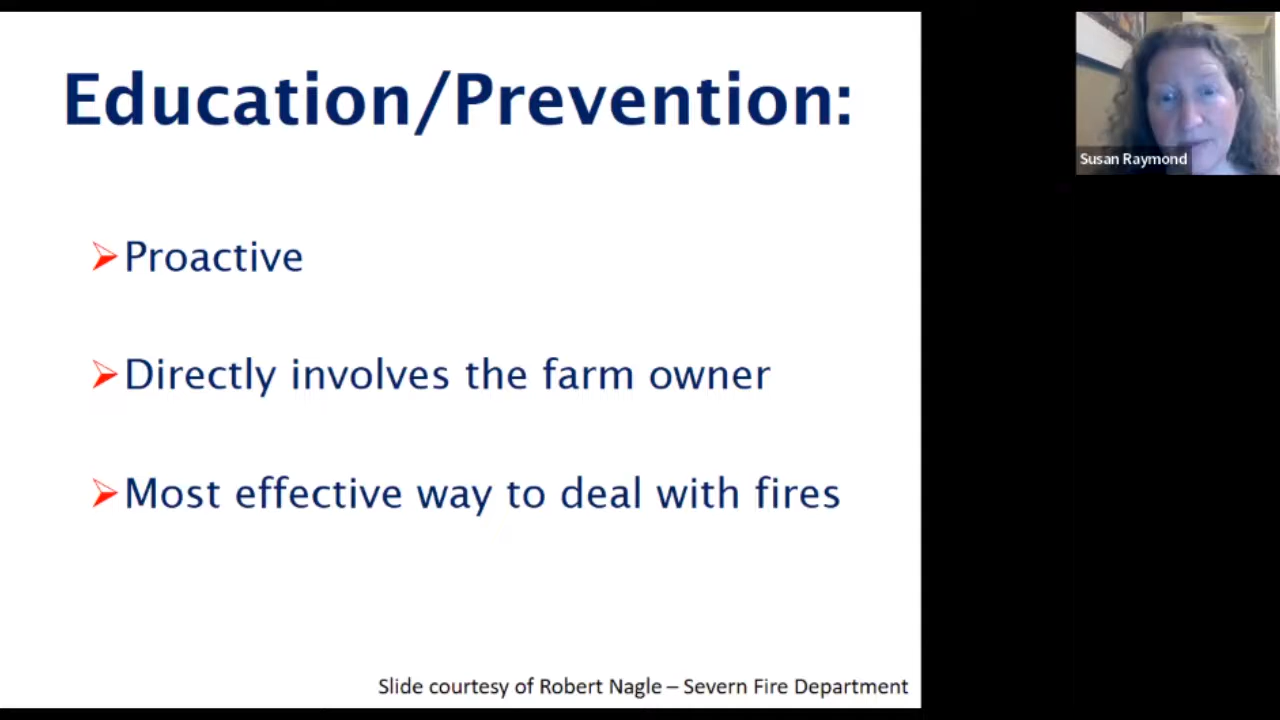 Education/Prevention:
Proactive
Directly involves the farm owner
Most effective way to deal with fires
Slide courtesy of Robert Nagle – Severn Fire Department
Susan Raymond